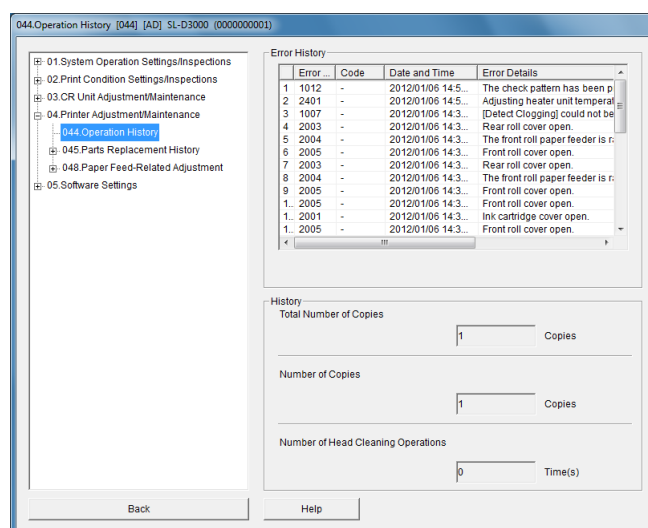 044.Operation History [044] [AD] SL-D3000 (0000000001)
01.System Operation Settings/Inspections
02.Print Condition Settings/Inspections
03.CR Unit Adjustment/Maintenance
04.Printer Adjustment/Maintenance
044.Operation History
045.Parts Replacement History
048.Paper Feed-Related Adjustment
05.Software Settings
Error History
Error ... Code Date and Time Error Details
1 1012 - 2012/01/06 14:5... The check pattern has been p
2 2401 - 2012/01/06 14:5... Adjusting heater unit temperat
3 1007 - 2012/01/06 14:3... [Detect Clogging] could not be
4 2003 - 2012/01/06 14:3... Rear roll cover open.
5 2004 - 2012/01/06 14:3... The front roll paper feeder is ra
6 2005 - 2012/01/06 14:3... Front roll cover open.
7 2003 - 2012/01/06 14:3... Rear roll cover open.
8 2004 - 2012/01/06 14:3... The front roll paper feeder is ra
9 2005 - 2012/01/06 14:3... Front roll cover open.
1.. 2005 - 2012/01/06 14:3... Front roll cover open.
1.. 2001 - 2012/01/06 14:3... Ink cartridge cover open.
1.. 2005 - 2012/01/06 14:3... Front roll cover open.
History
Total Number of Copies
1 Copies
Number of Copies
1 Copies
Number of Head Cleaning Operations
0 Time(s)
Back Help